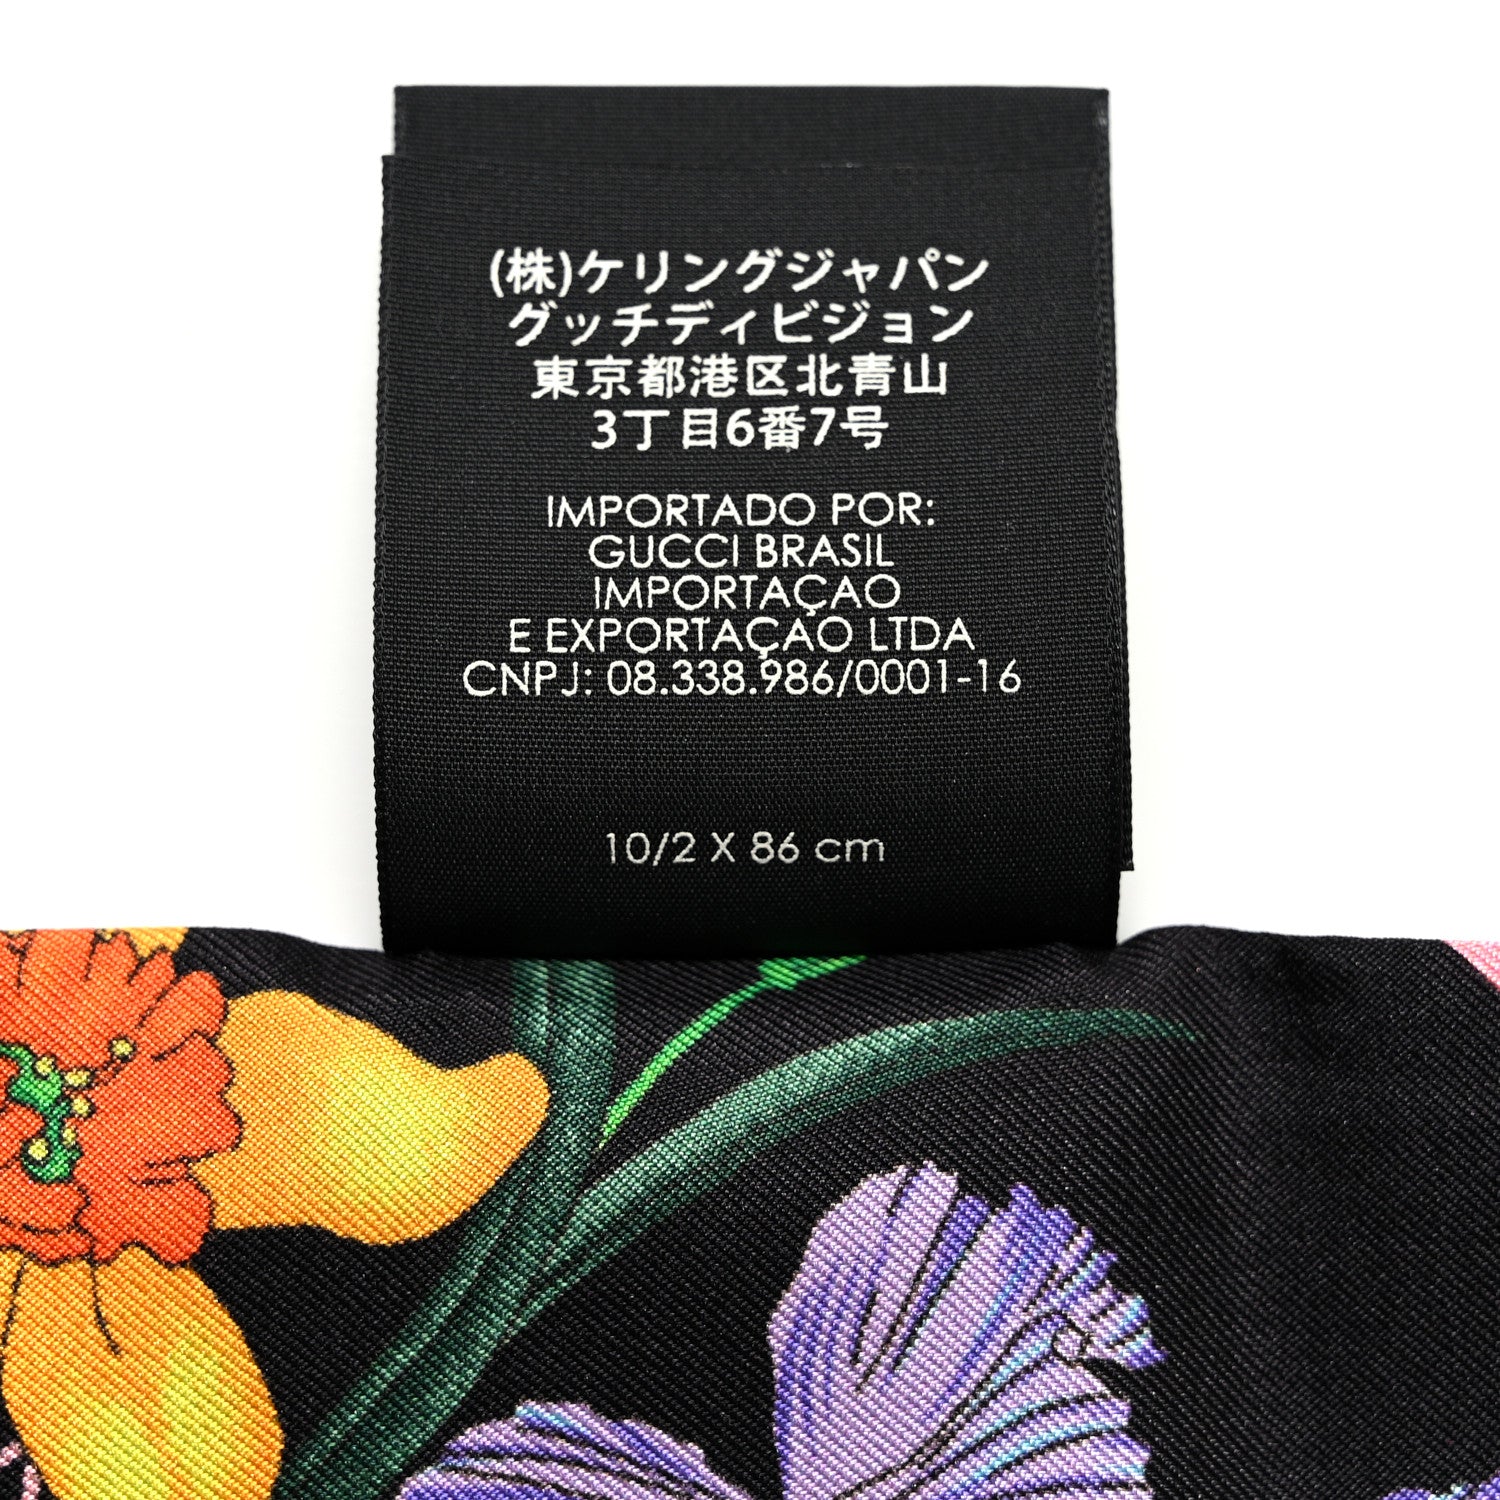 (株)ケリングジャパン
グッチディビジョン
東京都港区北青山
3丁目6番7号
IMPORTADO POR:
GUCCI BRASIL
IMPORTAÇAO
E EXPORTAÇAO LTDA
CNPJ: 08.338.986/0001-16
10/2 X 86 cm